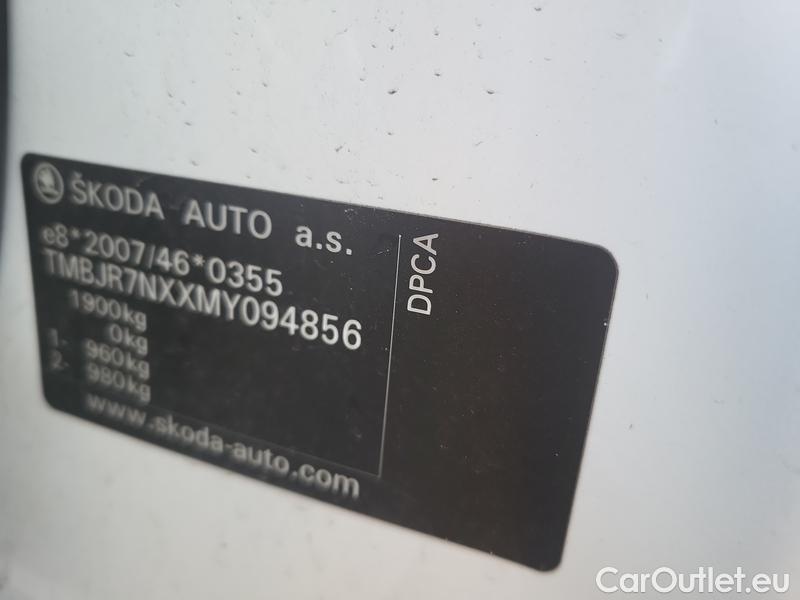 ŠKODA AUTO a.s.
e8*2007/46*0355
TMBJR7NXXMY094856
1900kg
0kg
1- 960kg
2- 980kg
www.skoda-auto.com
DPCA
CarOutlet.eu